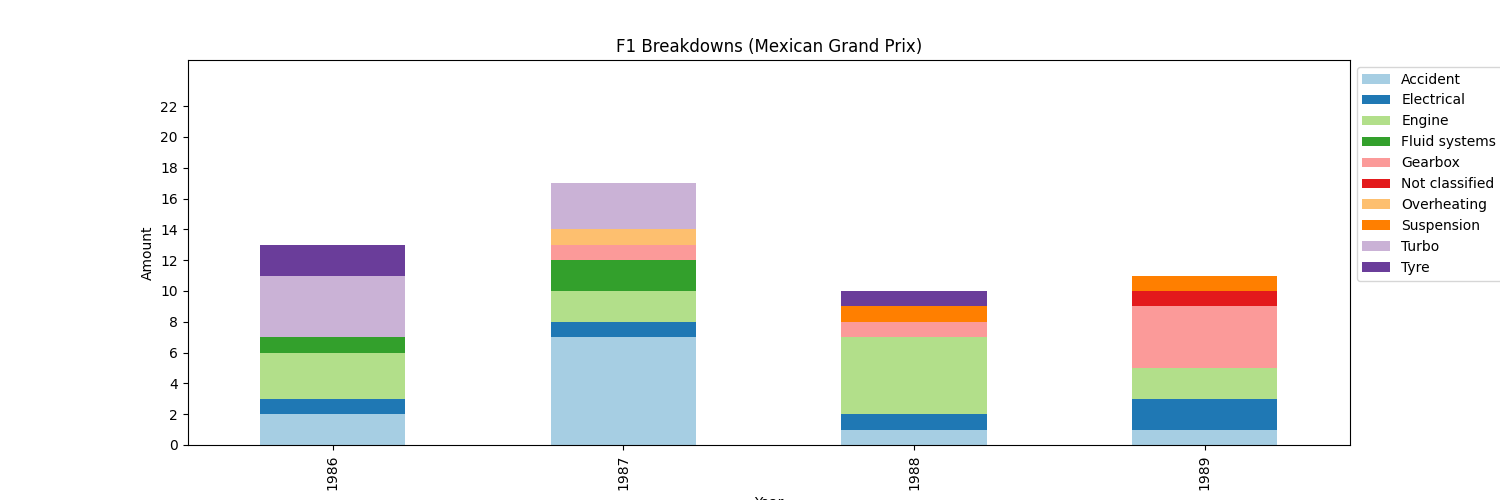 F1 Breakdowns (Mexican Grand Prix)
22
20
18
16
14
12
10
8
6
4
2
0
Amount
1986
1987
1988
1989
Year
Accident
Electrical
Engine
Fluid systems
Gearbox
Not classified
Overheating
Suspension
Turbo
Tyre